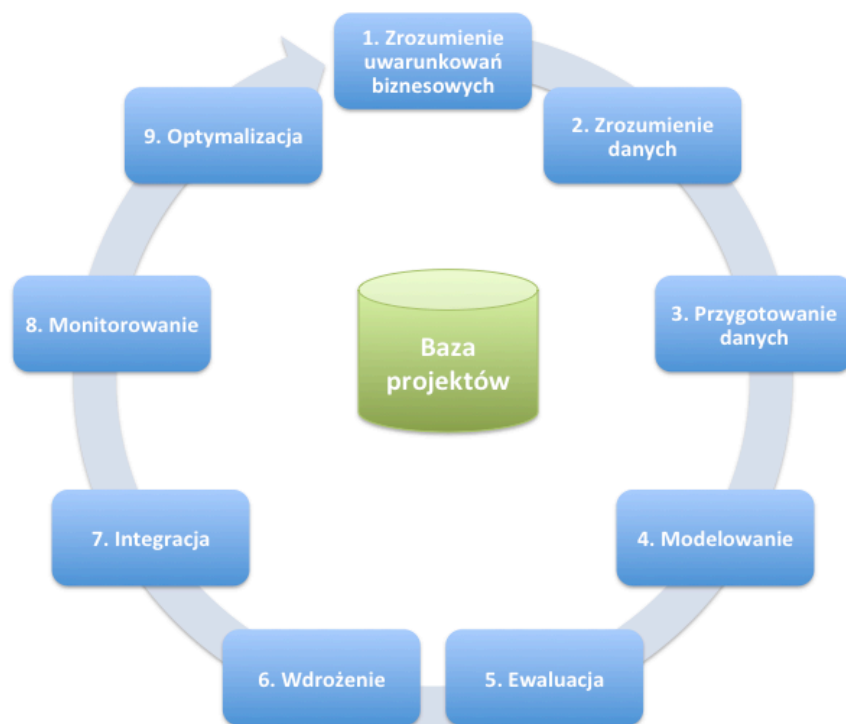 1. Zrozumienie
uwarunkowań
biznesowych
2. Zrozumienie
danych
3. Przygotowanie
danych
4. Modelowanie
5. Ewaluacja
6. Wdrożenie
7. Integracja
8. Monitorowanie
9. Optymalizacja
Baza
projektów